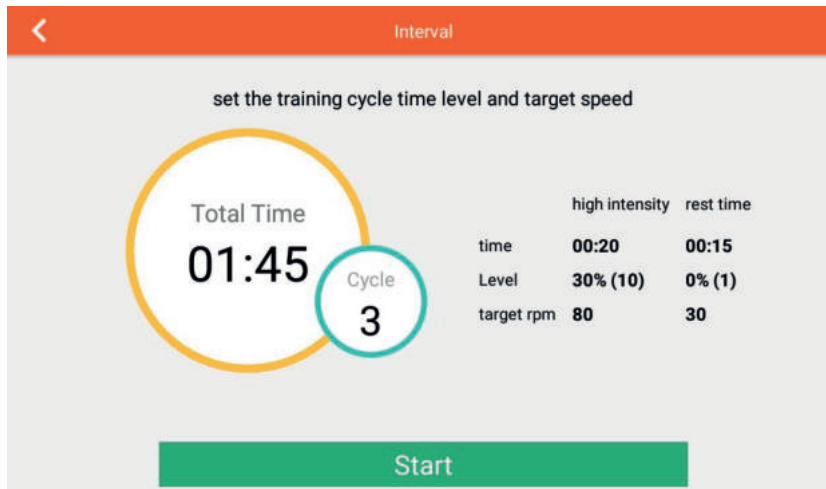 Interval
set the training cycle time level and target speed
Total Time
01:45
Cycle
3
high intensity rest time
time 00:20 00:15
Level 30% (10) 0% (1)
target rpm 80 30
Start